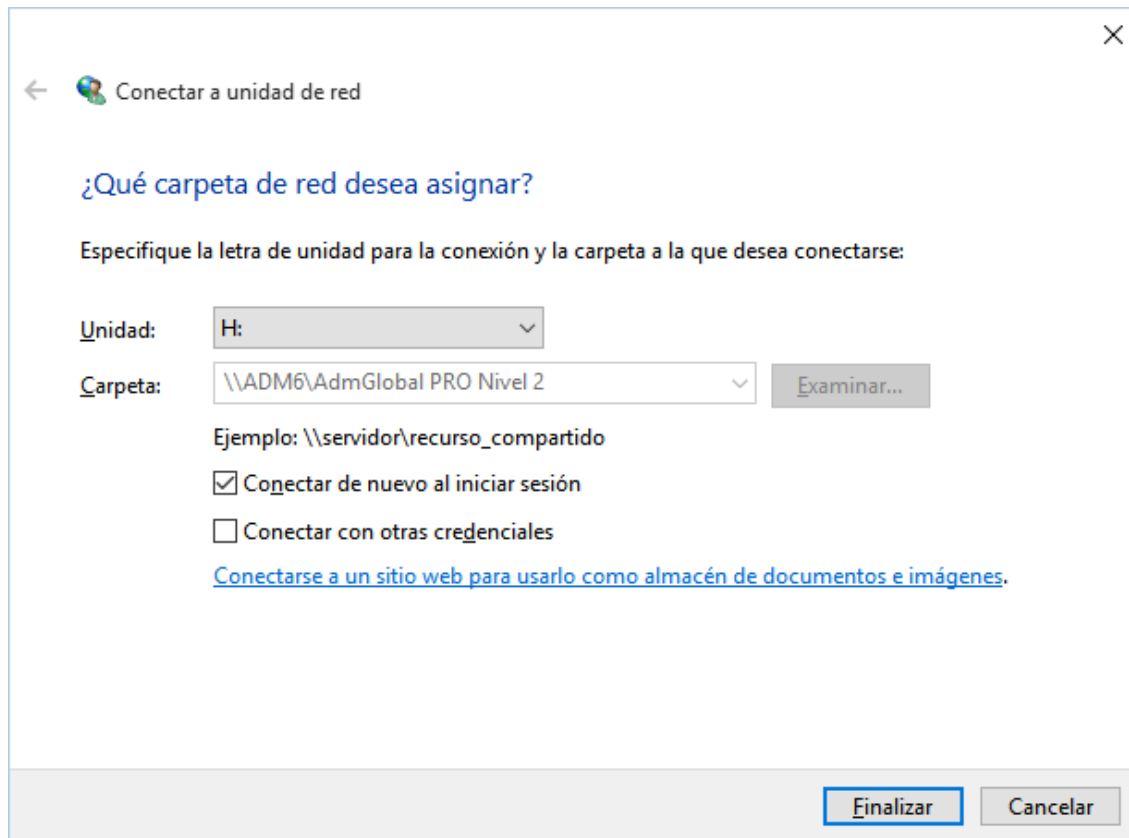 Conectar a unidad de red
¿Qué carpeta de red desea asignar?
Especifique la letra de unidad para la conexión y la carpeta a la que desea conectarse:
Unidad: H:
Carpeta: \\ADM6\AdmGlobal PRO Nivel 2 Examinar...
Ejemplo: \\servidor\recurso_compartido
Conectar de nuevo al iniciar sesión
Conectar con otras credenciales
Conectarse a un sitio web para usarlo como almacén de documentos e imágenes.
Finalizar Cancelar